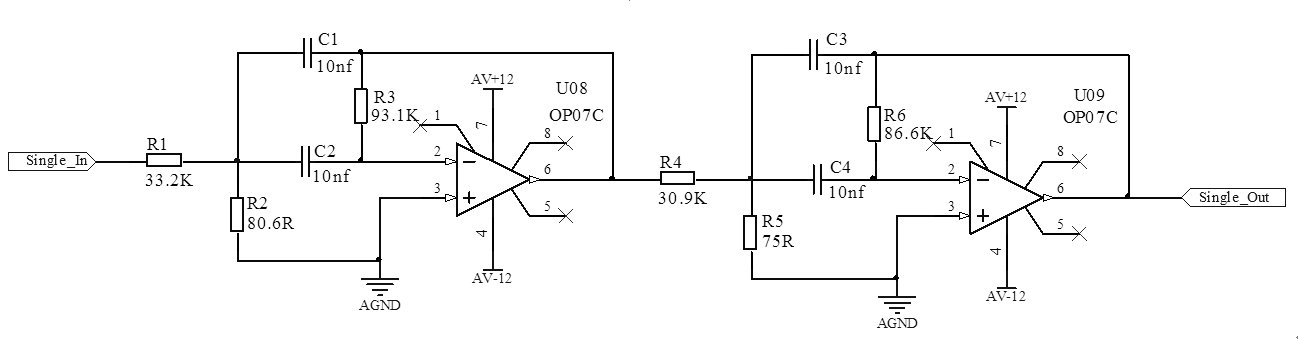 C1
10nf
R3
93.1K
AV+12
U08
OP07C
1
7
8
R1
Single_In
33.2K
C2
10nf
2
6
3
R2
80.6R
5
4
AV-12
AGND
C3
10nf
R6
86.6K
AV+12
U09
OP07C
1
7
8
R4
30.9K
C4
10nf
2
6
3
Single_Out
R5
75R
5
4
AV-12
AGND